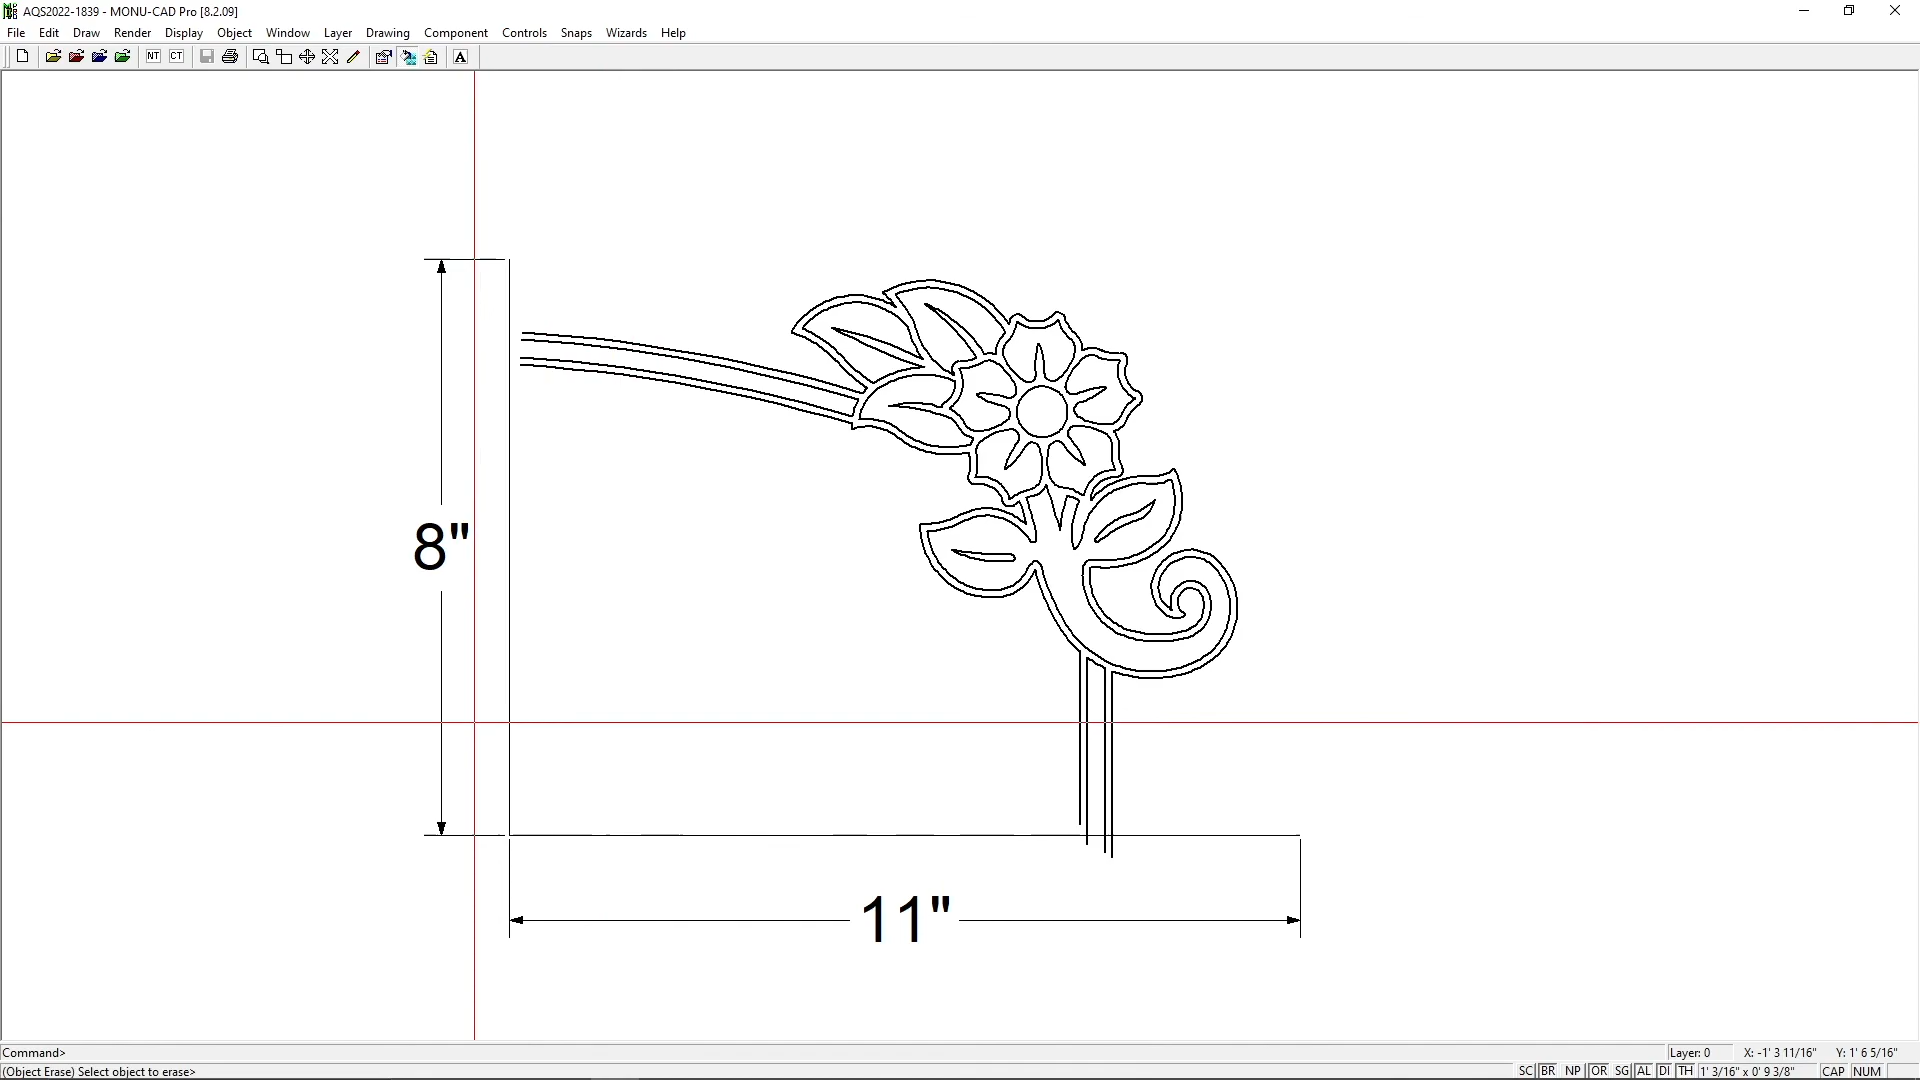 AQS2022-1839 - MONU-CAD Pro [8.2.09]
File Edit Draw Render Display Object Window Layer Drawing Component Controls Snaps Wizards Help
NT CT A
8"
11"
Command> Layer: 0 X: -1' 3 11/16" Y: 1' 6 5/16"
(Object Erase) Select object to erase> SC BR NP OR SG AL DI TH 1' 3/16" x 0' 9 3/8" CAP NUM